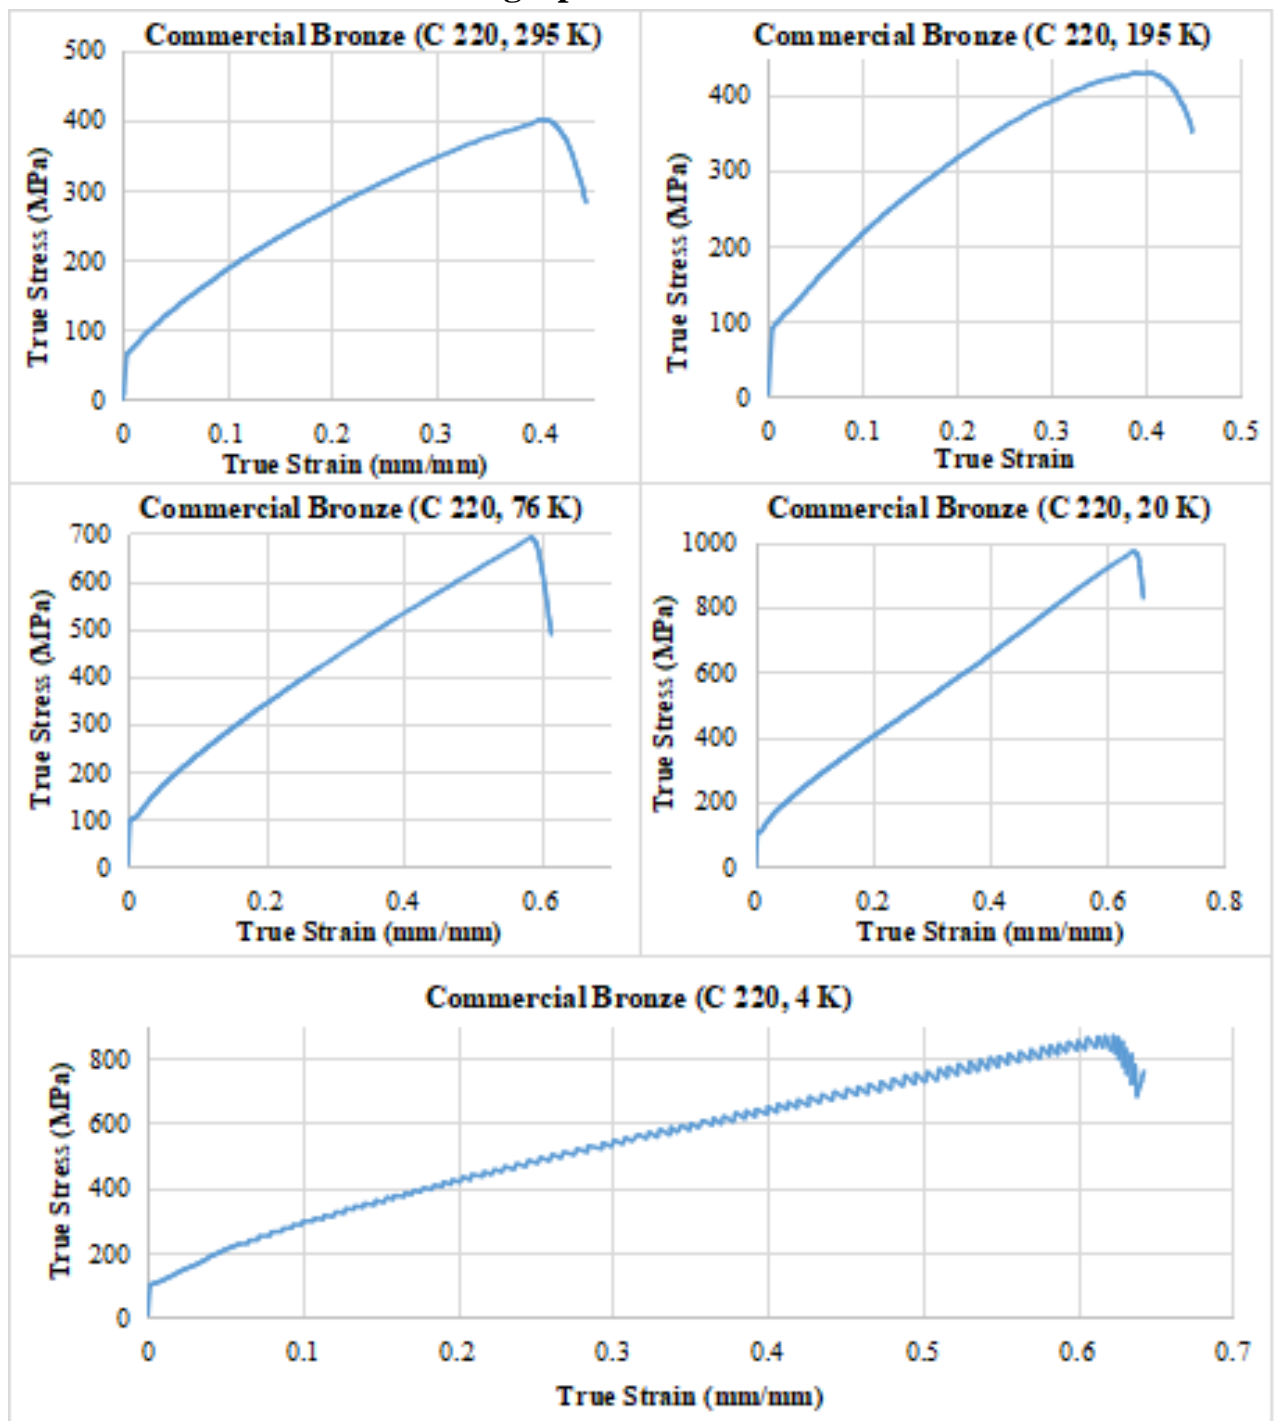 Commercial Bronze (C 220, 295 K)
500
400
300
200
100
0
0 0.1 0.2 0.3 0.4
True Stress (MPa)
True Strain (mm/mm)
Commercial Bronze (C 220, 195 K)
400
300
200
100
0
0 0.1 0.2 0.3 0.4 0.5
True Stress (MPa)
True Strain
Commercial Bronze (C 220, 76 K)
700
600
500
400
300
200
100
0
0 0.2 0.4 0.6
True Stress (MPa)
True Strain (mm/mm)
Commercial Bronze (C 220, 20 K)
1000
800
600
400
200
0
0 0.2 0.4 0.6 0.8
True Stress (MPa)
True Strain (mm/mm)
Commercial Bronze (C 220, 4 K)
800
600
400
200
0
0 0.1 0.2 0.3 0.4 0.5 0.6 0.7
True Stress (MPa)
True Strain (mm/mm)